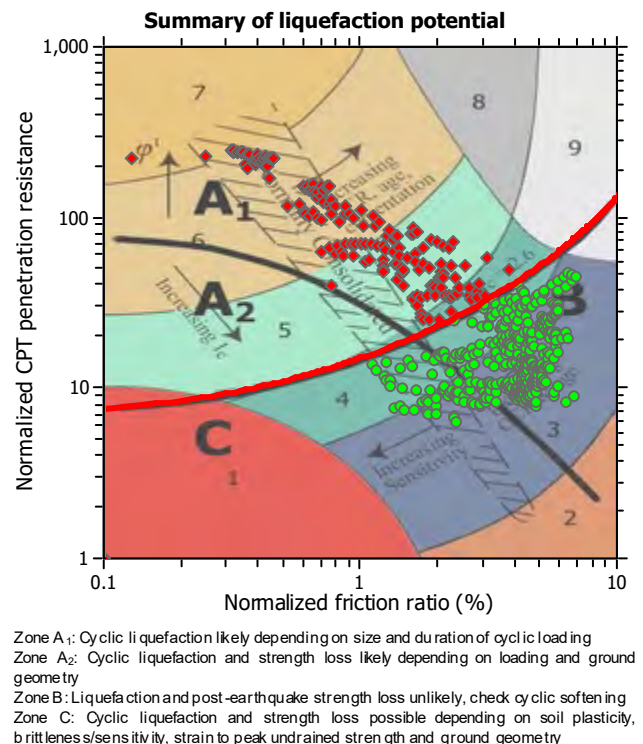 Summary of liquefaction potential
1,000
7
8
9
φ'
Increasing
age,
A1
100
6
A2
Increasing Ic
5
Consolidated
B
10
4
C
1
Increasing
Sensitivity
3
2
1
0.1
1
10
Normalized CPT penetration resistance
Normalized friction ratio (%)
Zone A1: Cyclic liquefaction likely depending on size and duration of cyclic loading
Zone A2: Cyclic liquefaction and strength loss likely depending on loading and ground
geometry
Zone B: Liquefaction and post-earthquake strength loss unlikely, check cyclic softening
Zone C: Cyclic liquefaction and strength loss possible depending on soil plasticity,
brittleness/sensitivity, strain to peak undrained strength and ground geometry